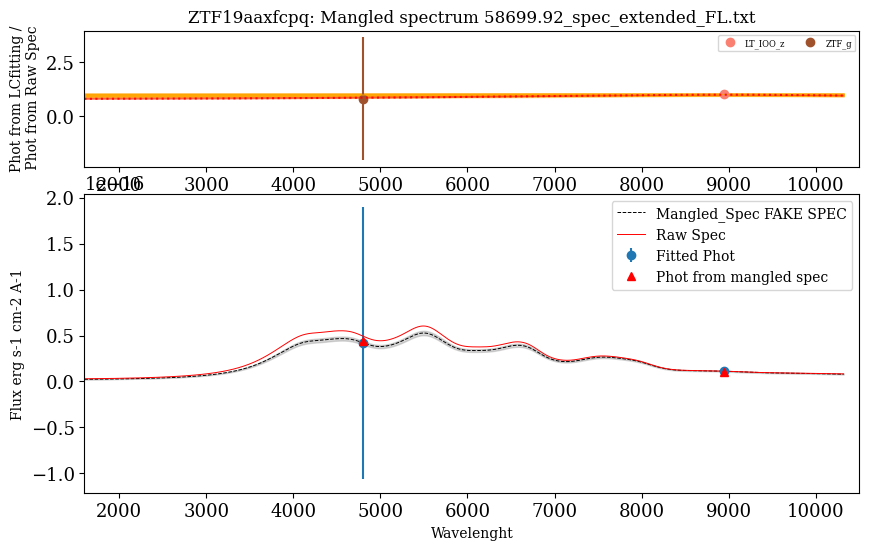 ZTF19aaxfcpq: Mangled spectrum 58699.92_spec_extended_FL.txt
Phot from LCfitting /
Phot from Raw Spec
2.5
0.0
LT_IOO_z
ZTF_g
2000 3000 4000 5000 6000 7000 8000 9000 10000
1e−16
2.0
1.5
1.0
0.5
0.0
−0.5
−1.0
Flux erg s-1 cm-2 A-1
Mangled_Spec FAKE SPEC
Raw Spec
Fitted Phot
Phot from mangled spec
2000 3000 4000 5000 6000 7000 8000 9000 10000
Wavelenght